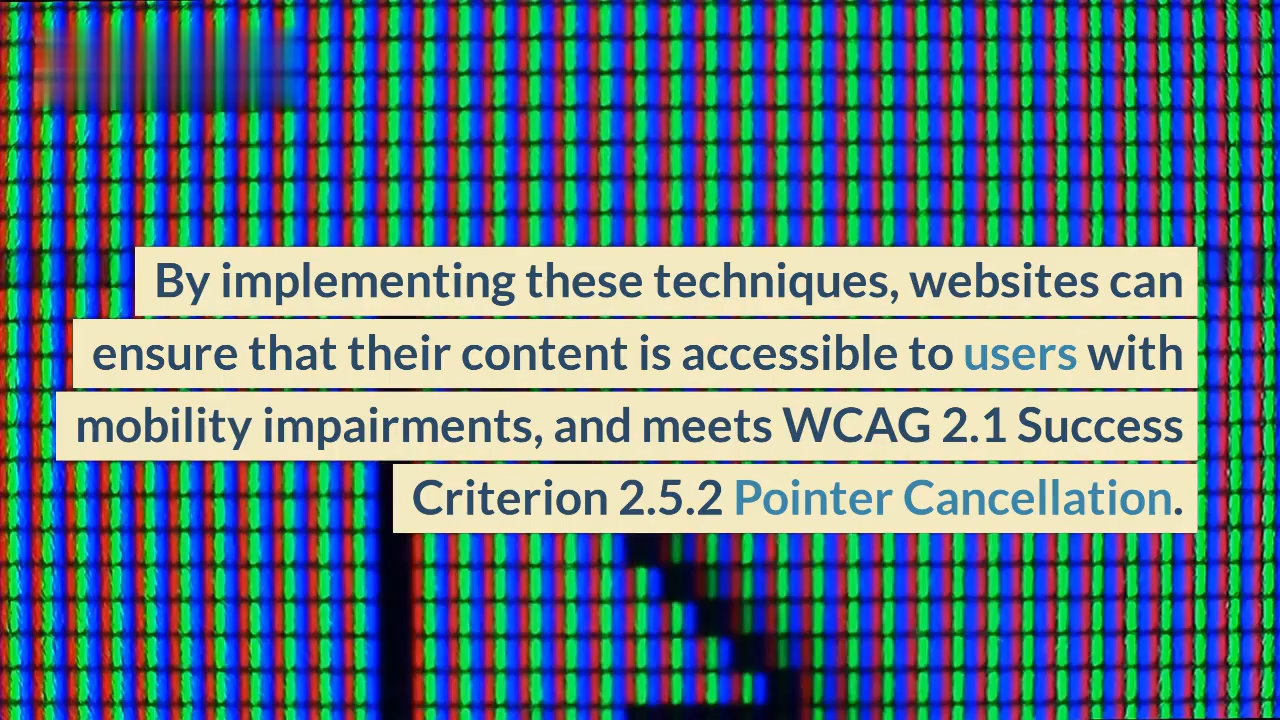 By implementing these techniques, websites can
ensure that their content is accessible to users with
mobility impairments, and meets WCAG 2.1 Success
Criterion 2.5.2 Pointer Cancellation.